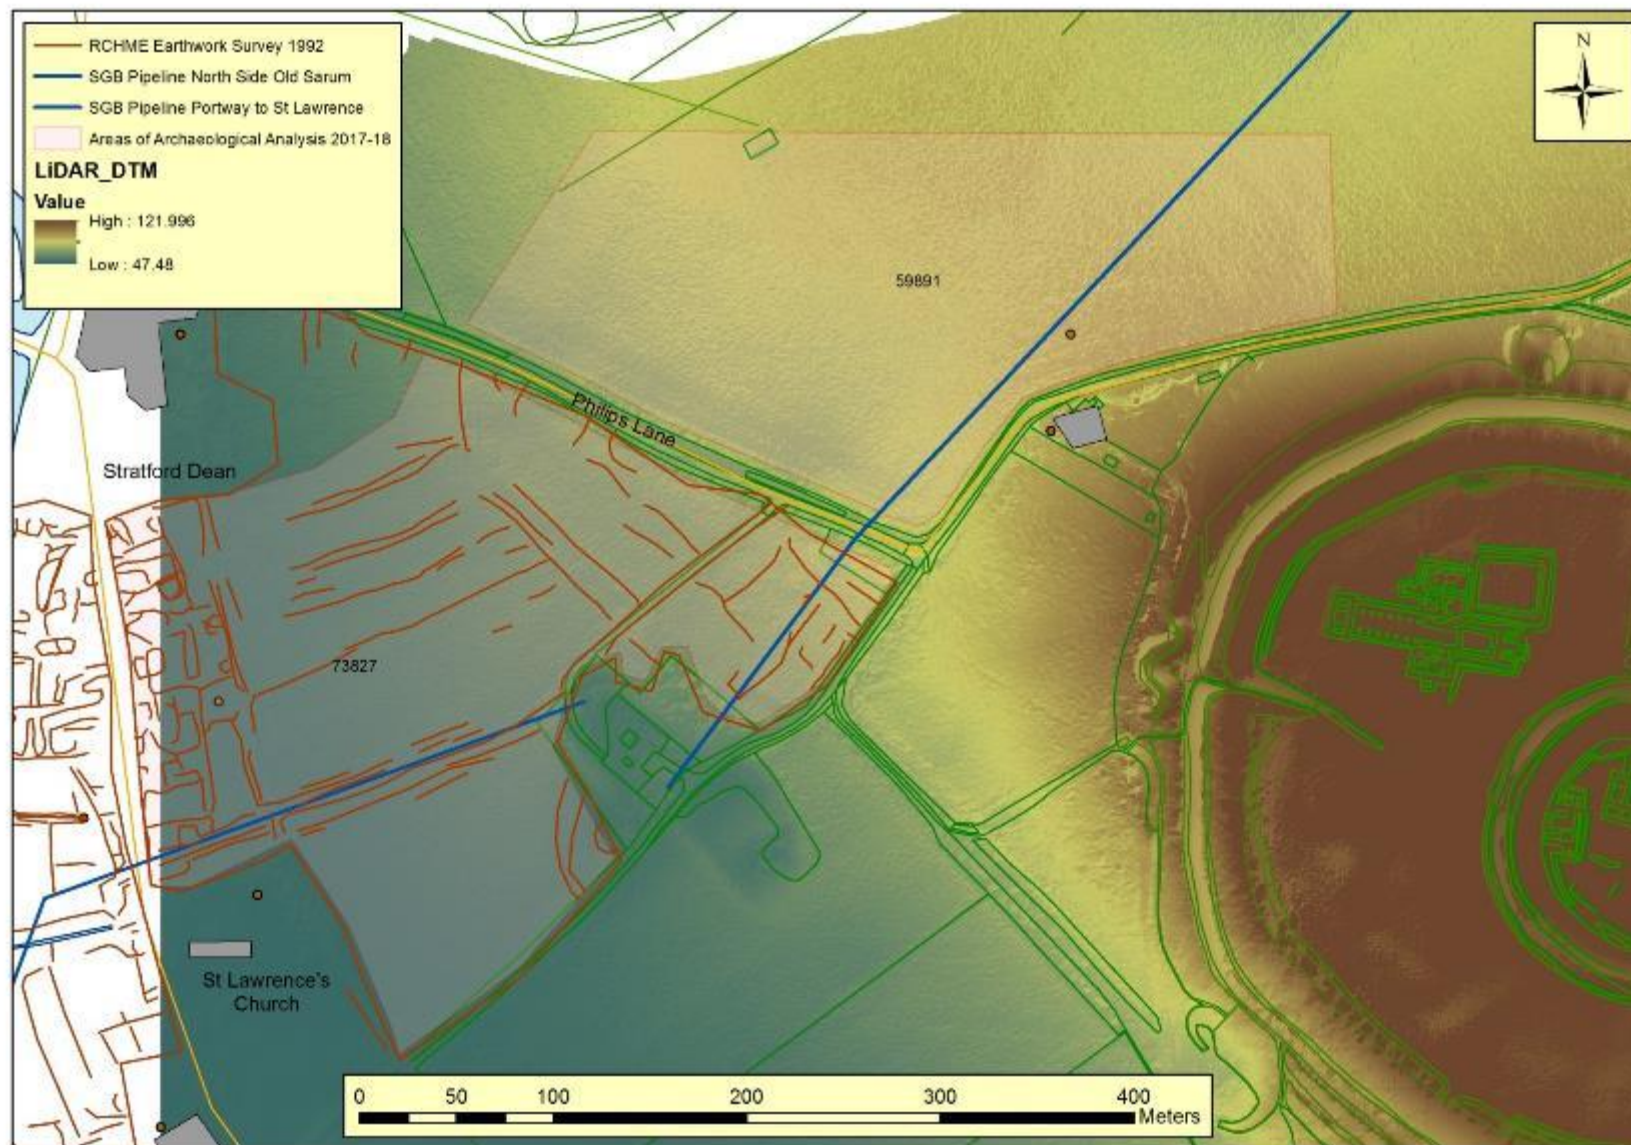 RCHME Earthwork Survey 1992
SGB Pipeline North Side Old Sarum
SGB Pipeline Portway to St Lawrence
Areas of Archaeological Analysis 2017-18
LiDAR_DTM
Value
High : 121.996
Low : 47.48
N
59891
Philips Lane
Stratford Dean
73827
St Lawrence's
Church
0 50 100 200 300 400
Meters